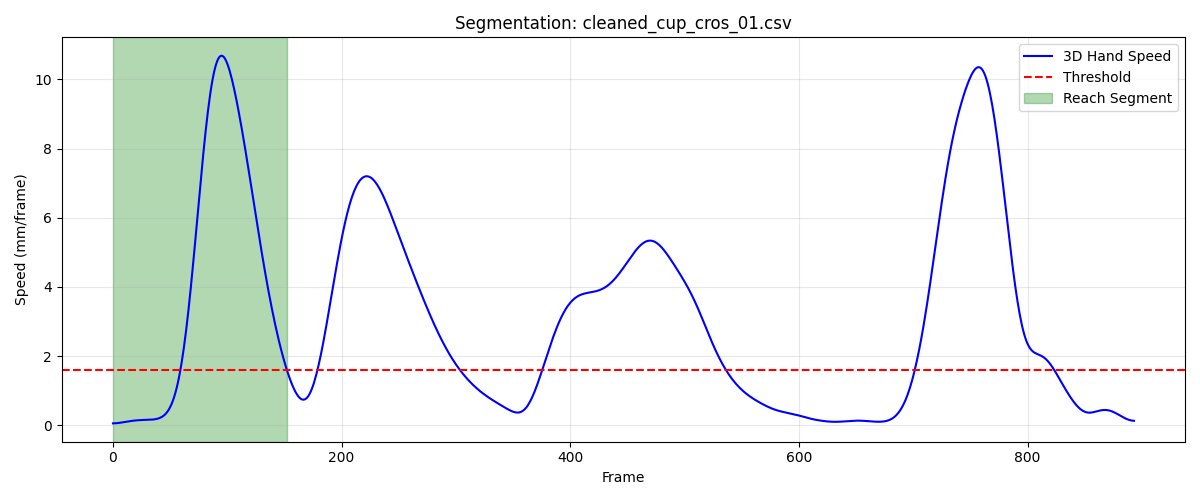 Segmentation: cleaned_cup_cros_01.csv
3D Hand Speed
Threshold
Reach Segment
Speed (mm/frame)
10
8
6
4
2
0
0 200 400 600 800
Frame